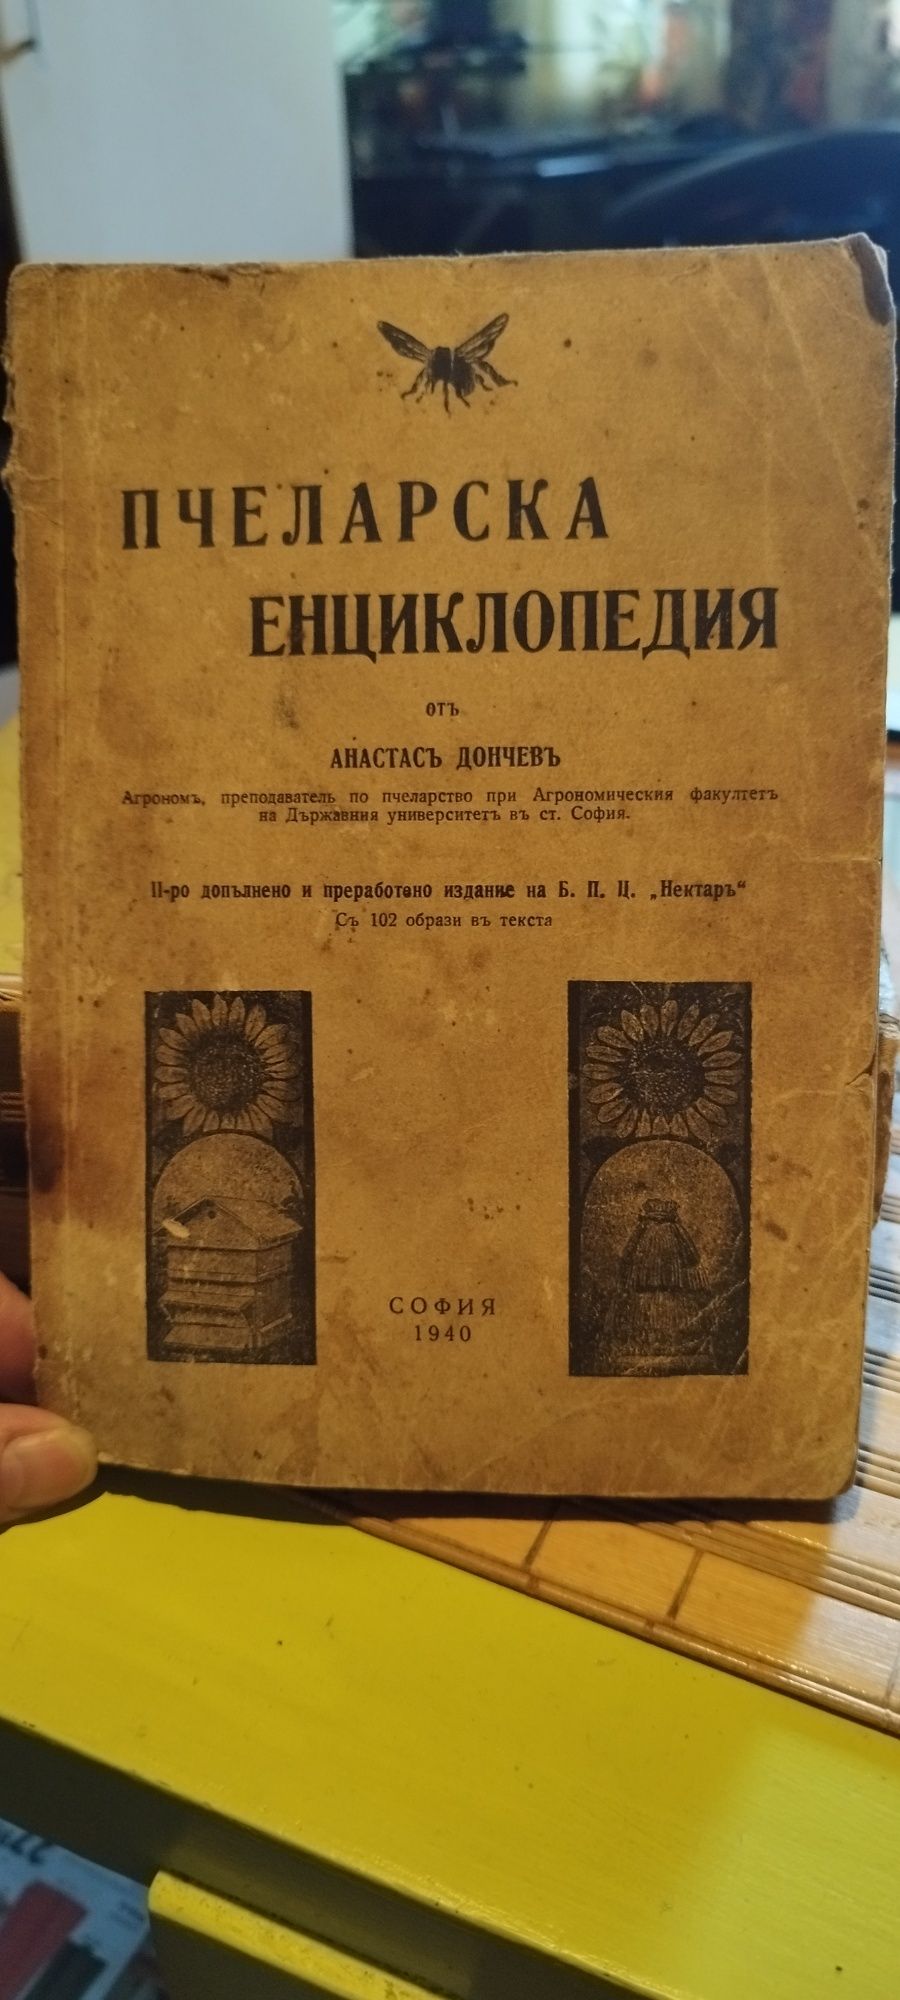 ПЧЕЛАРСКА
ЕНЦИКЛОПЕДИЯ
отъ
АНАСТАСЪ ДОНЧЕВЪ
Агрономъ, преподаватель по пчеларство при Агрономическия факултетъ
на Държавния университетъ въ ст. София.
II-ро допълнено и преработено издание на Б. П. Ц. „Нектаръ“
Съ 102 образи въ текста
СОФИЯ
1940